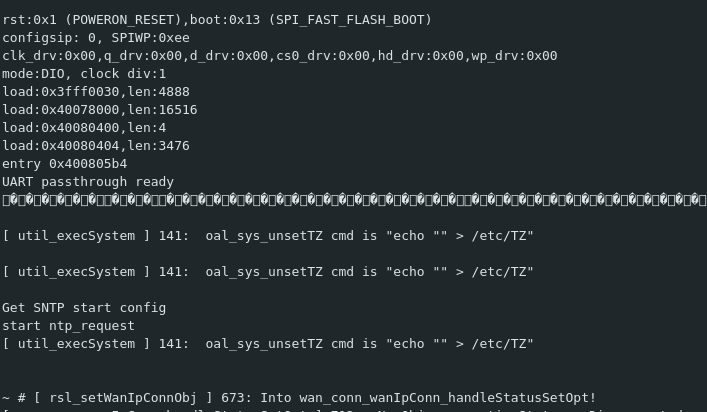 rst:0x1 (POWERON_RESET),boot:0x13 (SPI_FAST_FLASH_BOOT)
configsip: 0, SPIWP:0xee
clk_drv:0x00,q_drv:0x00,d_drv:0x00,cs0_drv:0x00,hd_drv:0x00,wp_drv:0x00
mode:DIO, clock div:1
load:0x3fff0030,len:4888
load:0x40078000,len:16516
load:0x40080400,len:4
load:0x40080404,len:3476
entry 0x400805b4
UART passthrough ready
[ util_execSystem ] 141:  oal_sys_unsetTZ cmd is "echo "" > /etc/TZ"
[ util_execSystem ] 141:  oal_sys_unsetTZ cmd is "echo "" > /etc/TZ"
Get SNTP start config
start ntp_request
[ util_execSystem ] 141:  oal_sys_unsetTZ cmd is "echo "" > /etc/TZ"
~ # [ rsl_setWanIpConnObj ] 673: Into wan_conn_wanIpConn_handleStatusSetOpt!